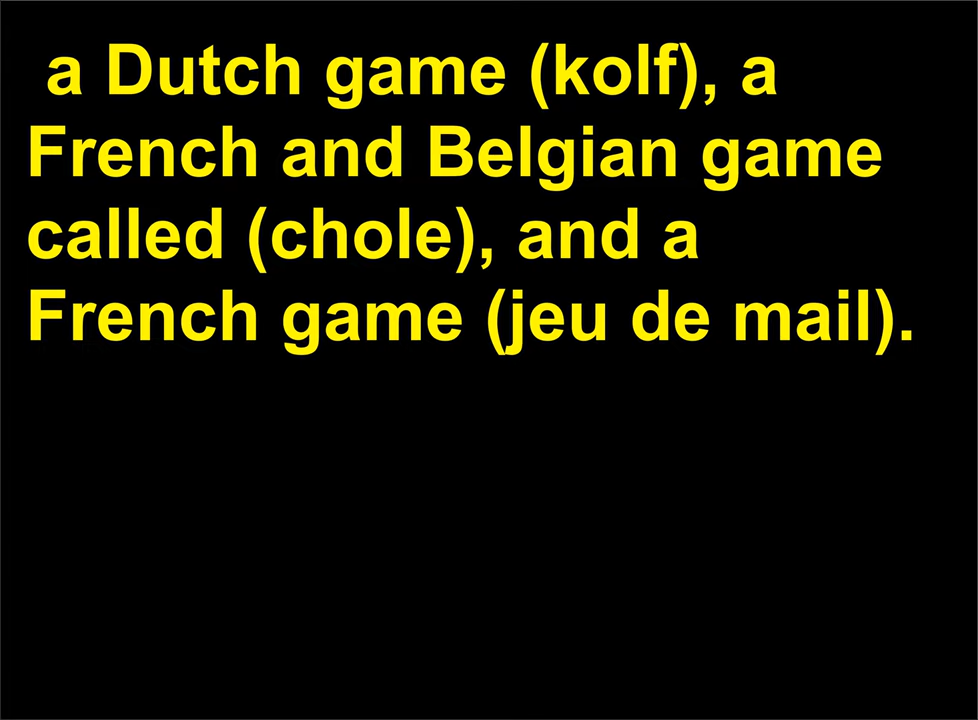 a Dutch game (kolf), a
French and Belgian game
called (chole), and a
French game (jeu de mail).